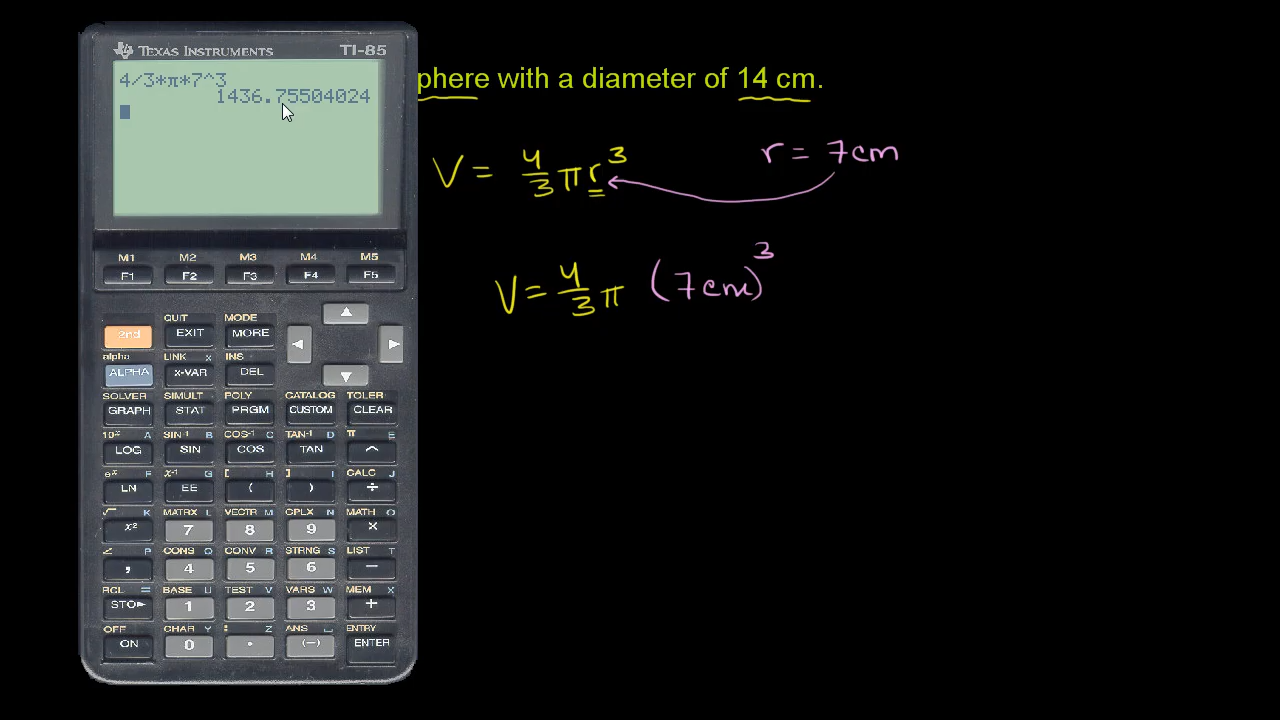 TEXAS INSTRUMENTS TI-85
4/3*π*7^3
1436.75504024
phere with a diameter of 14 cm.
V = 4/3 π r³
r = 7cm
V = 4/3 π (7cm)³
M1 M2 M3 M4 M5
F1 F2 F3 F4 F5
QUIT MODE
2nd EXIT MORE
alpha LINK x INS
ALPHA x-VAR DEL
SOLVER SIMULT POLY CATALOG TOLER
GRAPH STAT PRGM CUSTOM CLEAR
10ˣ A SIN⁻¹ B COS⁻¹ C TAN⁻¹ D π E
LOG SIN COS TAN ^
eˣ F x⁻¹ G [ H ] I CALC J
LN EE ( ) ÷
√ K MATRX L VECTR M CPLX N MATH O
x² 7 8 9 ×
∠ P CONS Q CONV R STRNG S LIST T
, 4 5 6 −
RCL = BASE U TEST V VARS W MEM X
STO► 1 2 3 +
OFF CHAR Y : Z ANS ␣ ENTRY
ON 0 . (−) ENTER